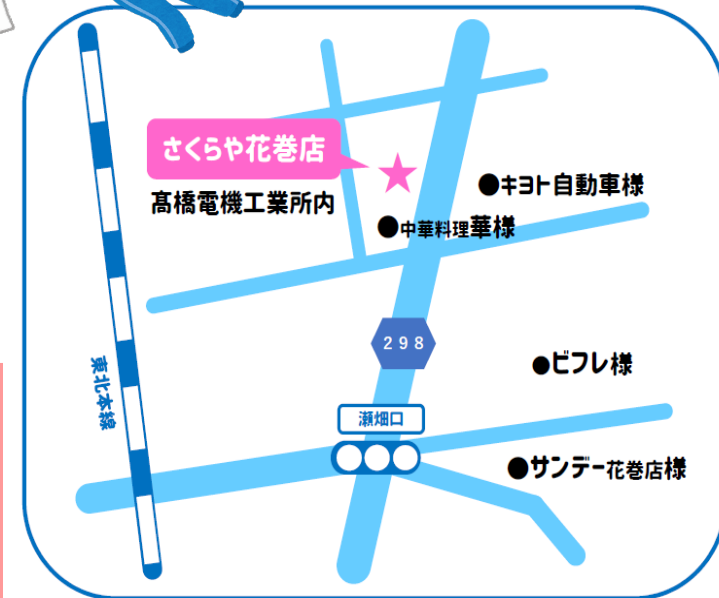 さくらや花巻店
髙橋電機工業所内
●キヨト自動車様
●中華料理華様
298
●ビフレ様
東北本線
瀬畑口
●サンデー花巻店様